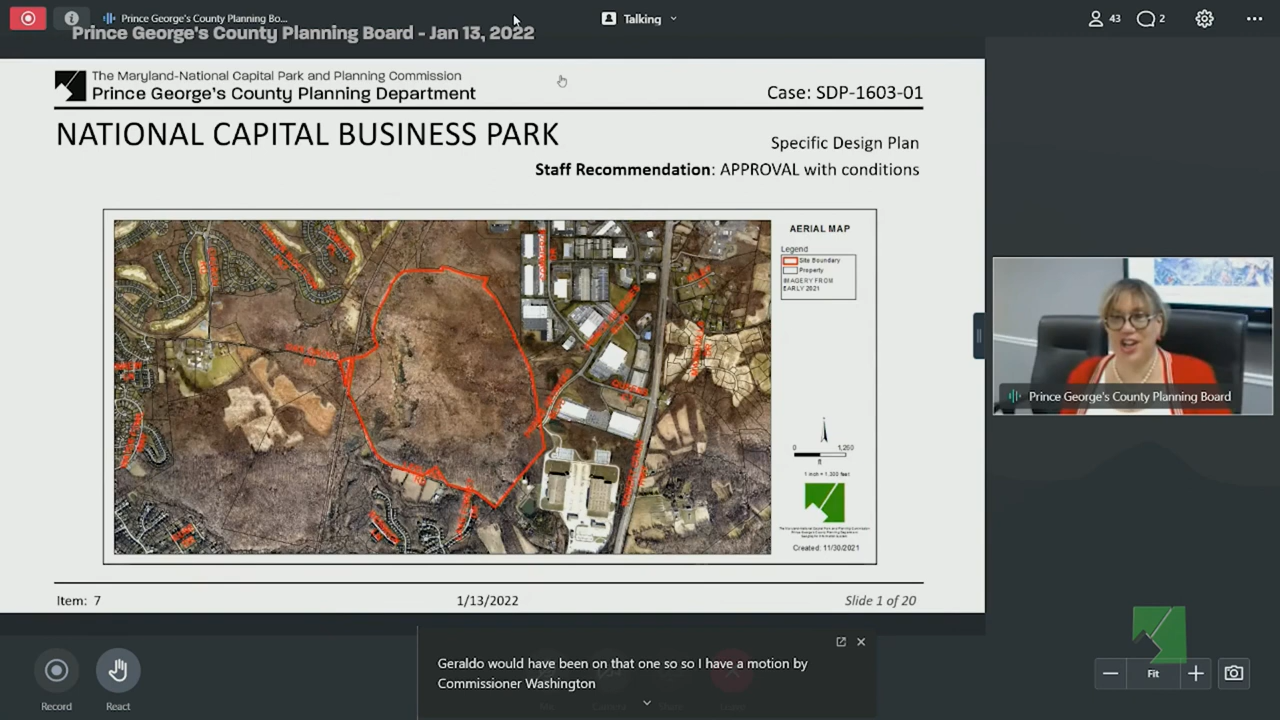 Prince George's County Planning Bo...
Talking
43
2
Prince George's County Planning Board - Jan 13, 2022
The Maryland-National Capital Park and Planning Commission
Prince George's County Planning Department
Case: SDP-1603-01
NATIONAL CAPITAL BUSINESS PARK
Specific Design Plan
Staff Recommendation: APPROVAL with conditions
AERIAL MAP
Legend
Site Boundary
Property
IMAGERY FROM
EARLY 2021
0 1,250
Created: 11/30/2021
Prince George's County Planning Board
Item: 7
1/13/2022
Slide 1 of 20
Geraldo would have been on that one so so I have a motion by
Commissioner Washington
Record
React
Fit